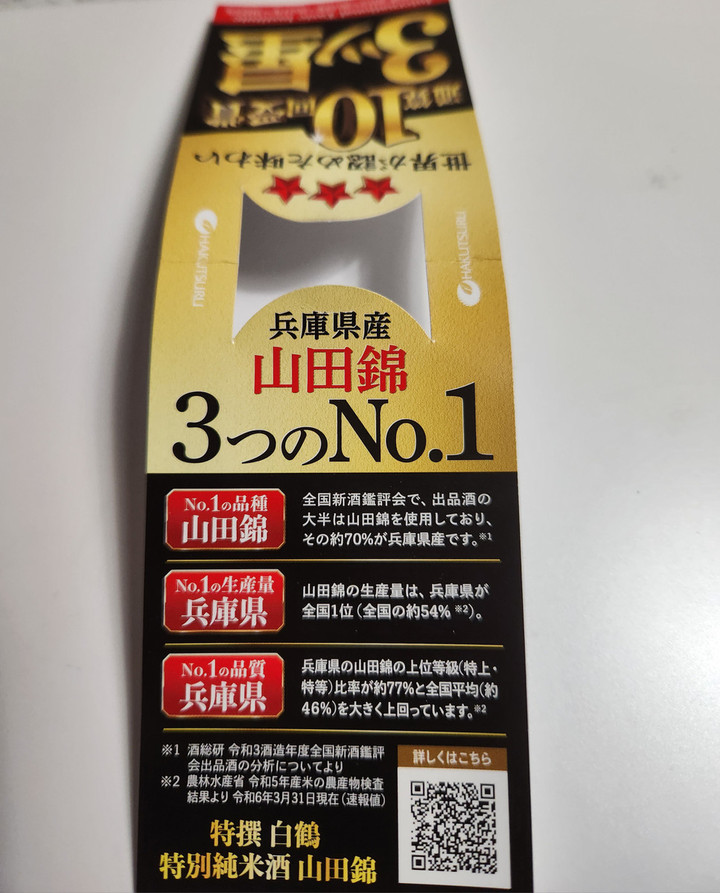 3ツ星
通算
10回受賞
世界が認めた味わい
HAKUTSURU
HAKUTSURU
兵庫県産
山田錦
3つのNo.1
No.1の品種
山田錦
全国新酒鑑評会で、出品酒の
大半は山田錦を使用しており、
その約70%が兵庫県産です。※1
No.1の生産量
兵庫県
山田錦の生産量は、兵庫県が
全国1位(全国の約54% ※2)。
No.1の品質
兵庫県
兵庫県の山田錦の上位等級(特上・
特等)比率が約77%と全国平均(約
46%)を大きく上回っています。※2
※1 酒総研 令和3酒造年度全国新酒鑑評
会出品酒の分析についてより
※2 農林水産省 令和5年産米の農産物検査
結果より 令和6年3月31日現在(速報値)
詳しくはこちら
特撰 白鶴
特別純米酒 山田錦